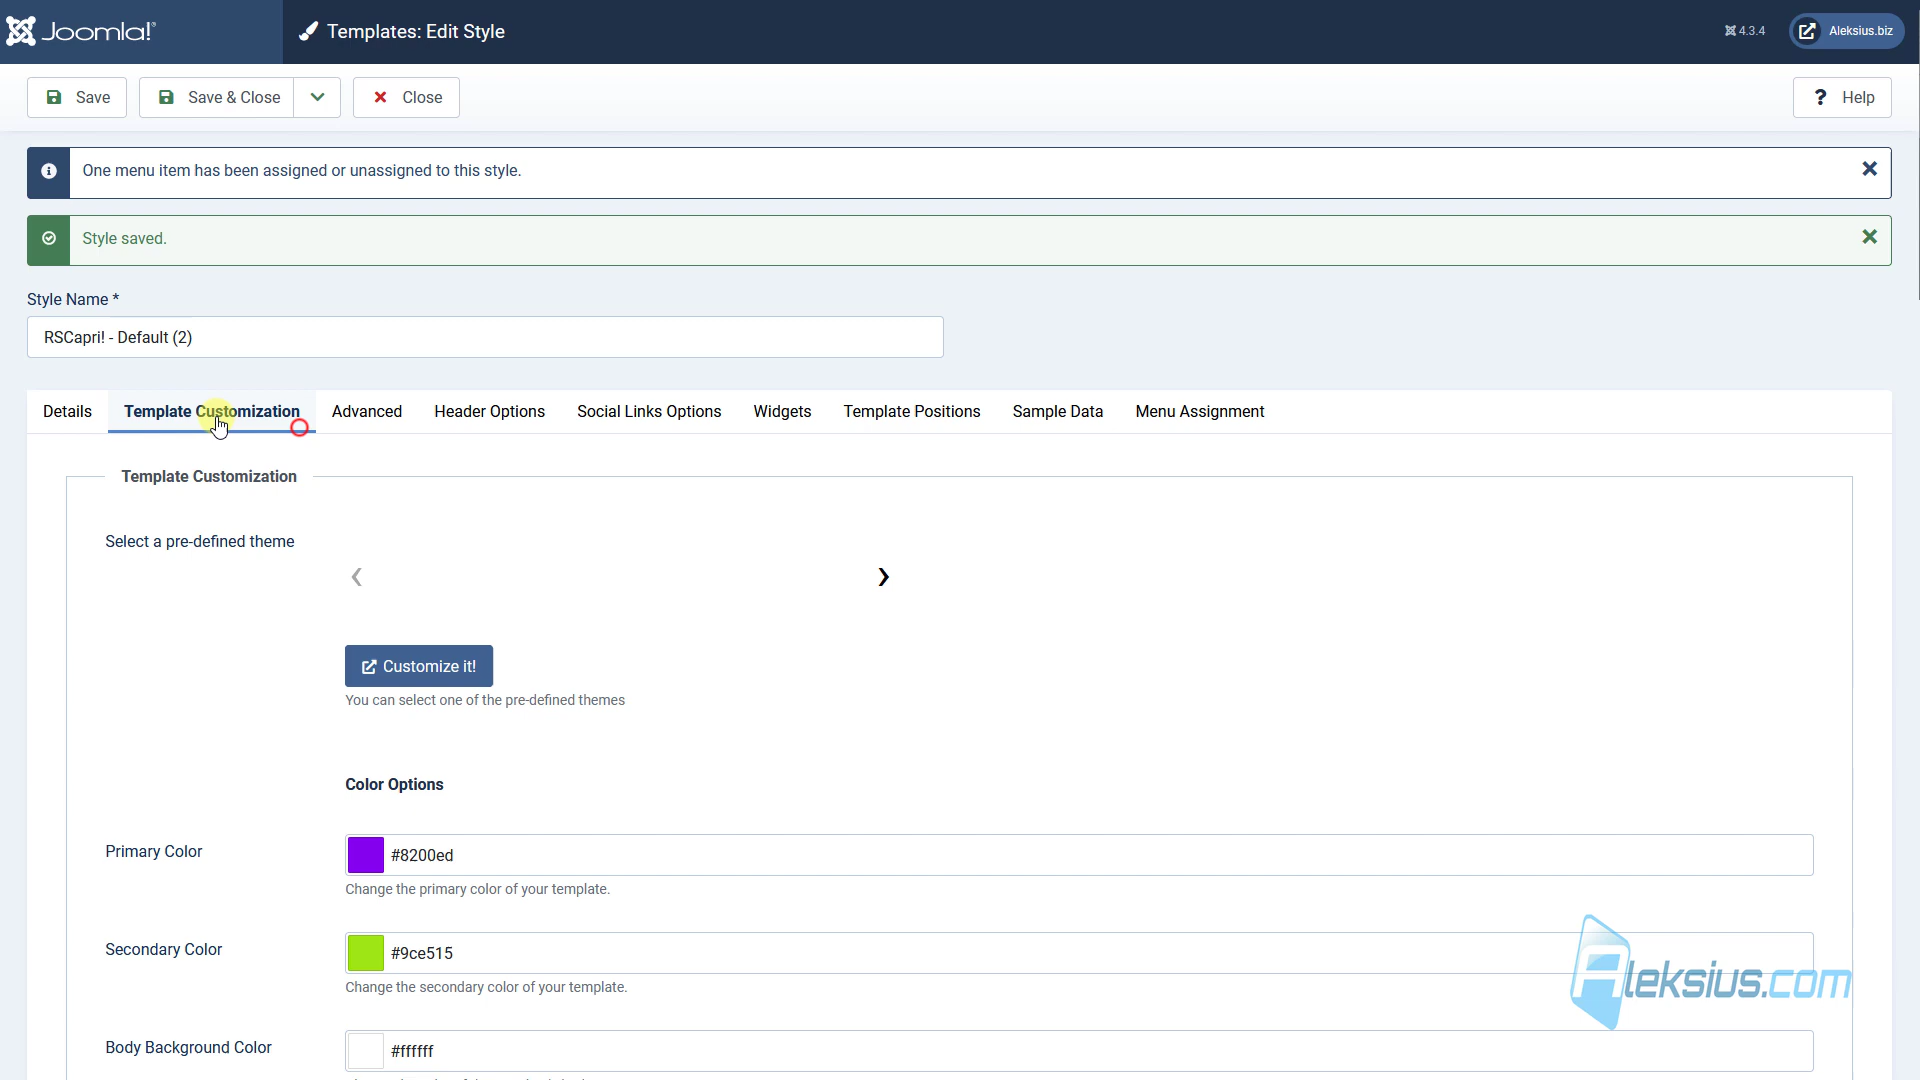 Joomla!
Templates: Edit Style
4.3.4
Aleksius.biz
Save
Save & Close
Close
? Help
One menu item has been assigned or unassigned to this style.
Style saved.
Style Name *
RSCapri! - Default (2)
Details
Template Customization
Advanced
Header Options
Social Links Options
Widgets
Template Positions
Sample Data
Menu Assignment
Template Customization
Select a pre-defined theme
Customize it!
You can select one of the pre-defined themes
Color Options
Primary Color
#8200ed
Change the primary color of your template.
Secondary Color
#9ce515
Change the secondary color of your template.
Aleksius.com
Body Background Color
#ffffff